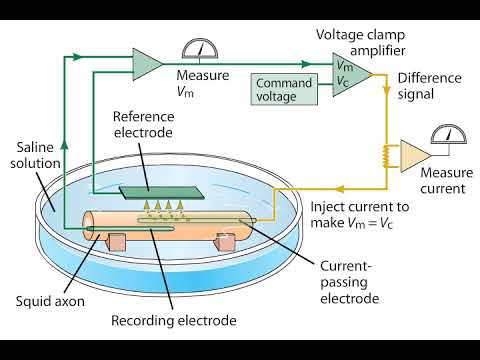 Voltage clamp
amplifier
Measure
Vm
Vm
Vc
Command
voltage
Difference
signal
Reference
electrode
Saline
solution
Measure
current
Inject current to
make Vm = Vc
Current-
passing
electrode
Squid axon
Recording electrode